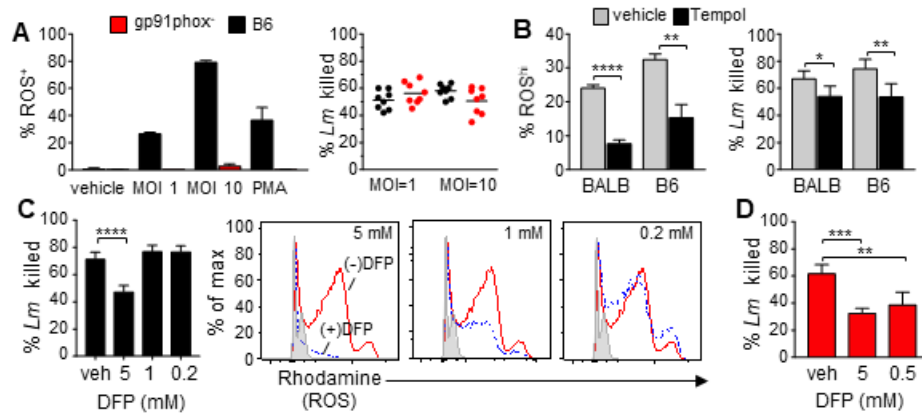 A
gp91phox-
B6
% ROS+
80
60
40
20
0
vehicle
MOI 1
MOI 10
PMA
% Lm killed
100
80
60
40
20
0
MOI=1
MOI=10
B
vehicle
Tempol
% ROShi
40
30
20
10
0
****
**
BALB
B6
% Lm killed
100
80
60
40
20
0
*
**
BALB
B6
C
% Lm killed
100
80
60
40
20
0
****
veh 5 1 0.2
DFP (mM)
% of max
100
80
60
40
20
0
5 mM
(-)DFP
(+)DFP
1 mM
0.2 mM
Rhodamine
(ROS)
D
% Lm killed
100
80
60
40
20
0
***
**
veh 5 0.5
DFP (mM)